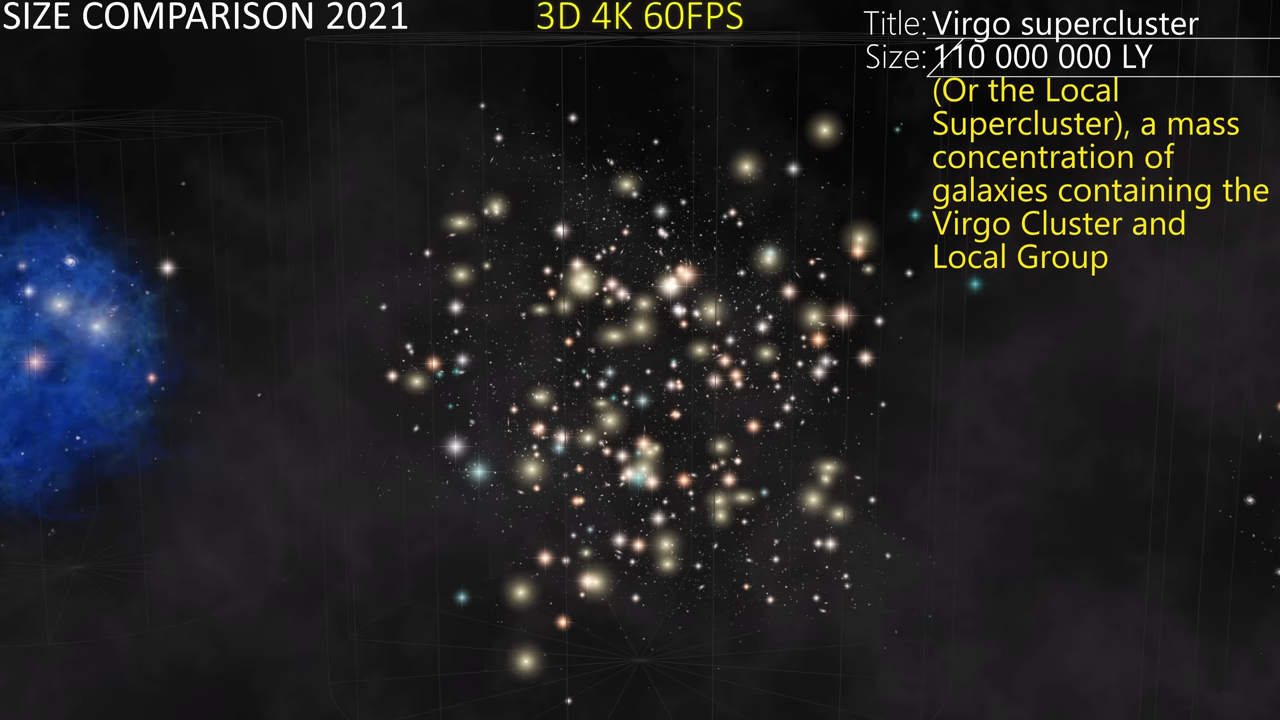 SIZE COMPARISON 2021
3D 4K 60FPS
Title: Virgo supercluster
Size: 110 000 000 LY
(Or the Local
Supercluster), a mass
concentration of
galaxies containing the
Virgo Cluster and
Local Group